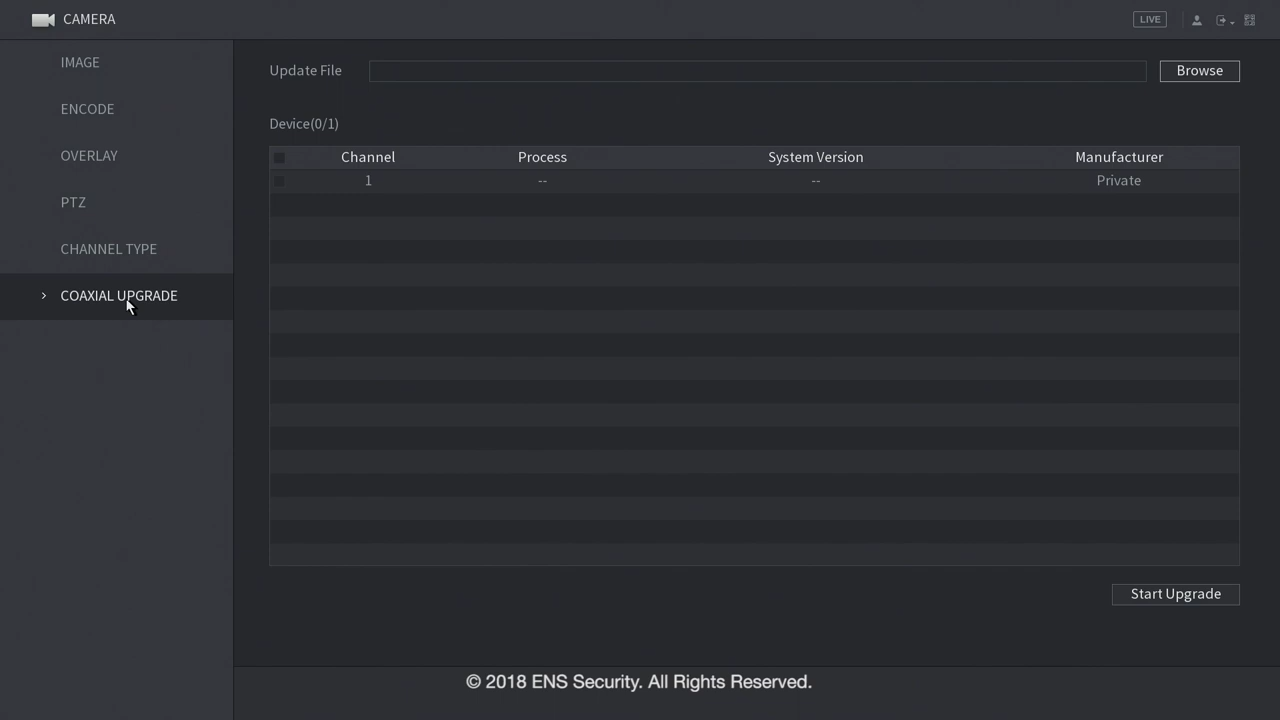 CAMERA
LIVE
IMAGE
ENCODE
OVERLAY
PTZ
CHANNEL TYPE
COAXIAL UPGRADE
Update File
Browse
Device(0/1)
Channel Process System Version Manufacturer
1 -- -- Private
Start Upgrade
© 2018 ENS Security. All Rights Reserved.